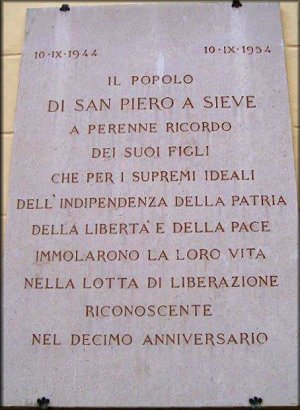 10·IX·1944 10·IX·1954
IL POPOLO
DI SAN PIERO A SIEVE
A PERENNE RICORDO
DEI SUOI FIGLI
CHE PER I SUPREMI IDEALI
DELL'INDIPENDENZA DELLA PATRIA
DELLA LIBERTA' E DELLA PACE
IMMOLARONO LA LORO VITA
NELLA LOTTA DI LIBERAZIONE
RICONOSCENTE
NEL DECIMO ANNIVERSARIO